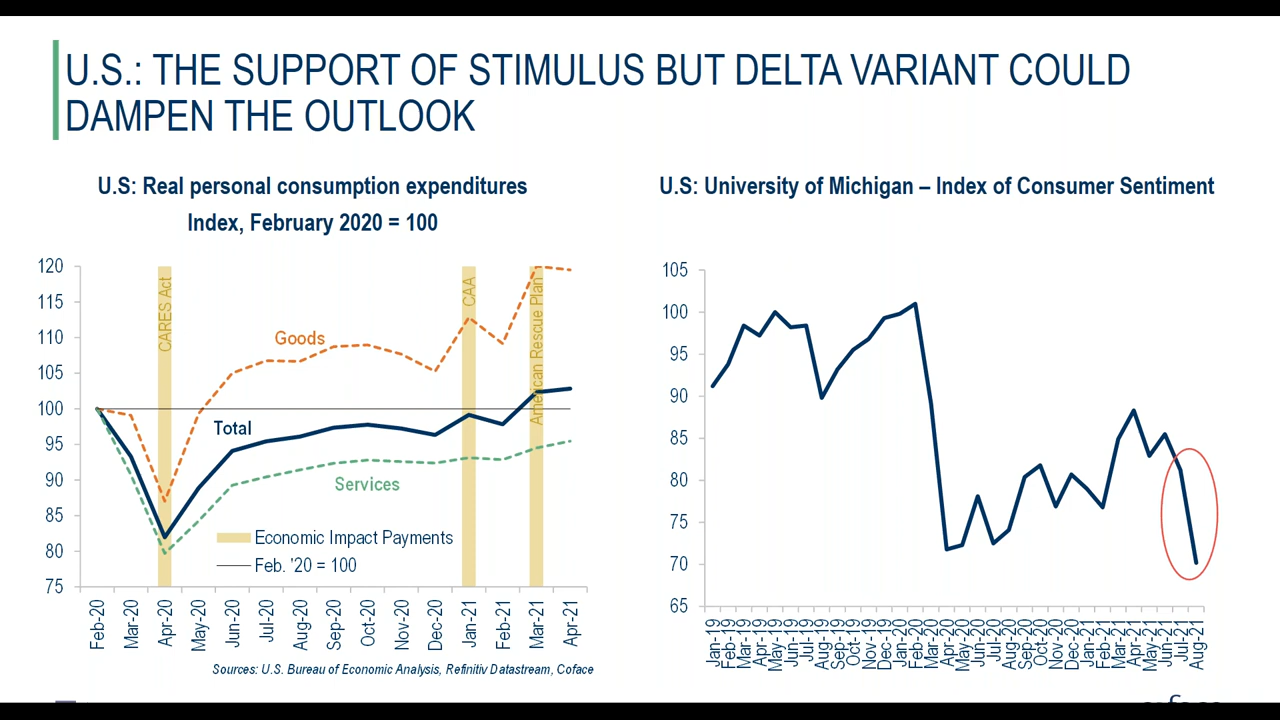 U.S.: THE SUPPORT OF STIMULUS BUT DELTA VARIANT COULD
DAMPEN THE OUTLOOK
U.S: Real personal consumption expenditures
Index, February 2020 = 100
120
115
110
105
100
95
90
85
80
75
CARES Act
CAA
American Rescue Plan
Goods
Total
Services
Economic Impact Payments
Feb. '20 = 100
Feb-20
Mar-20
Apr-20
May-20
Jun-20
Jul-20
Aug-20
Sep-20
Oct-20
Nov-20
Dec-20
Jan-21
Feb-21
Mar-21
Apr-21
Sources: U.S. Bureau of Economic Analysis, Refinitiv Datastream, Coface
U.S: University of Michigan – Index of Consumer Sentiment
105
100
95
90
85
80
75
70
65
Jan-19
Feb-19
Mar-19
Apr-19
May-19
Jun-19
Jul-19
Aug-19
Sep-19
Oct-19
Nov-19
Dec-19
Jan-20
Feb-20
Mar-20
Apr-20
May-20
Jun-20
Jul-20
Aug-20
Sep-20
Oct-20
Nov-20
Dec-20
Jan-21
Feb-21
Mar-21
Apr-21
May-21
Jun-21
Jul-21
Aug-21